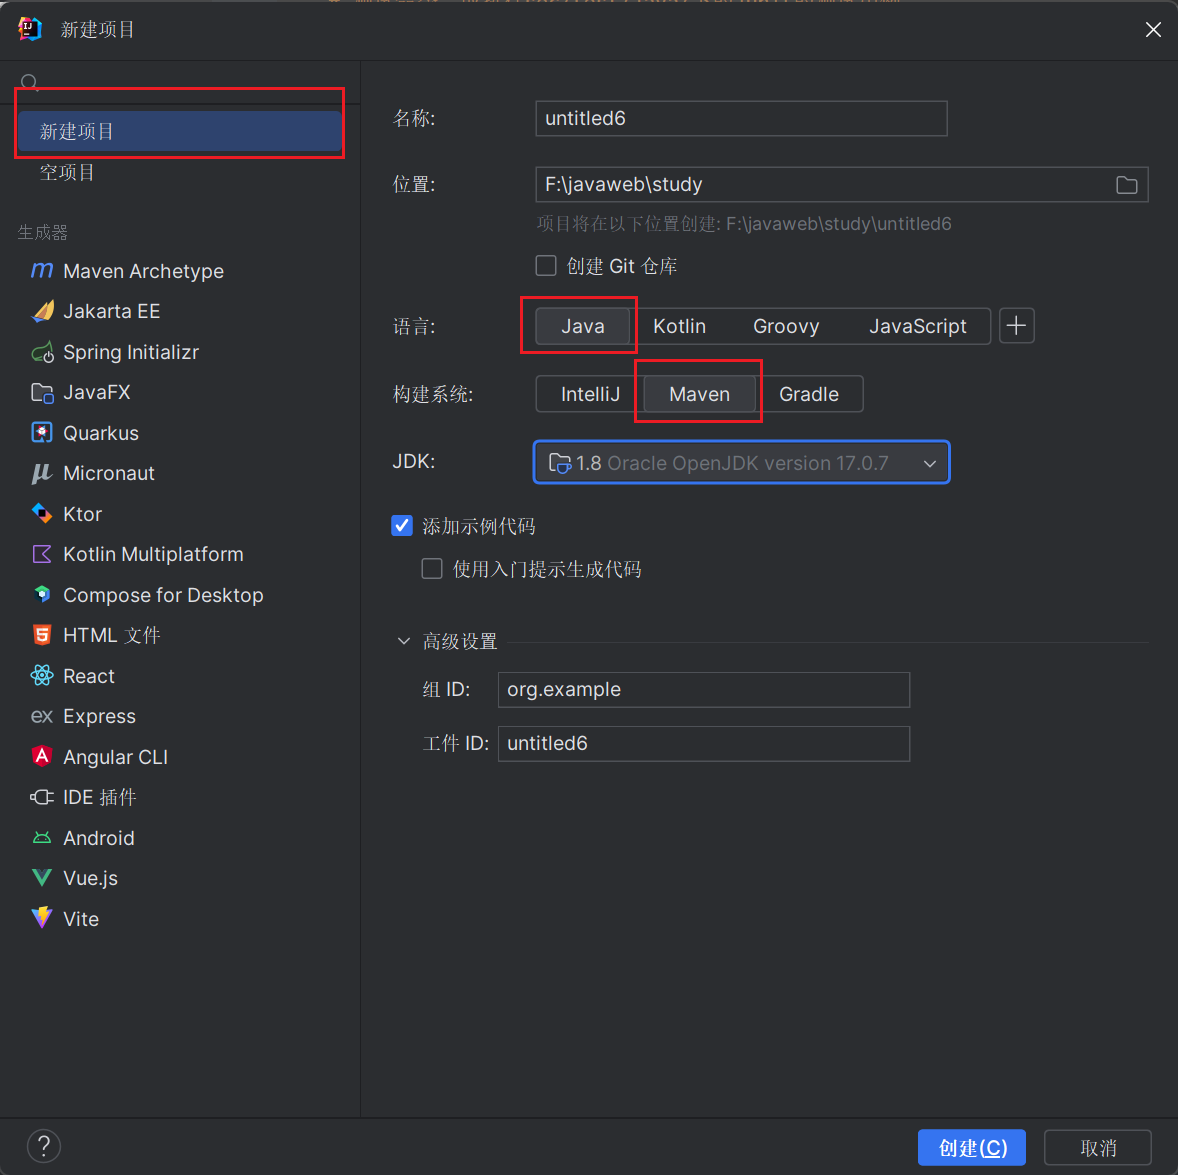 新建项目
新建项目
空项目
生成器
Maven Archetype
Jakarta EE
Spring Initializr
JavaFX
Quarkus
Micronaut
Ktor
Kotlin Multiplatform
Compose for Desktop
HTML 文件
React
Express
Angular CLI
IDE 插件
Android
Vue.js
Vite
名称: untitled6
位置: F:\javaweb\study
项目将在以下位置创建: F:\javaweb\study\untitled6
创建 Git 仓库
语言: Java Kotlin Groovy JavaScript
构建系统: IntelliJ Maven Gradle
JDK: 1.8 Oracle OpenJDK version 17.0.7
添加示例代码
使用入门提示生成代码
高级设置
组 ID: org.example
工件 ID: untitled6
? 创建(C) 取消